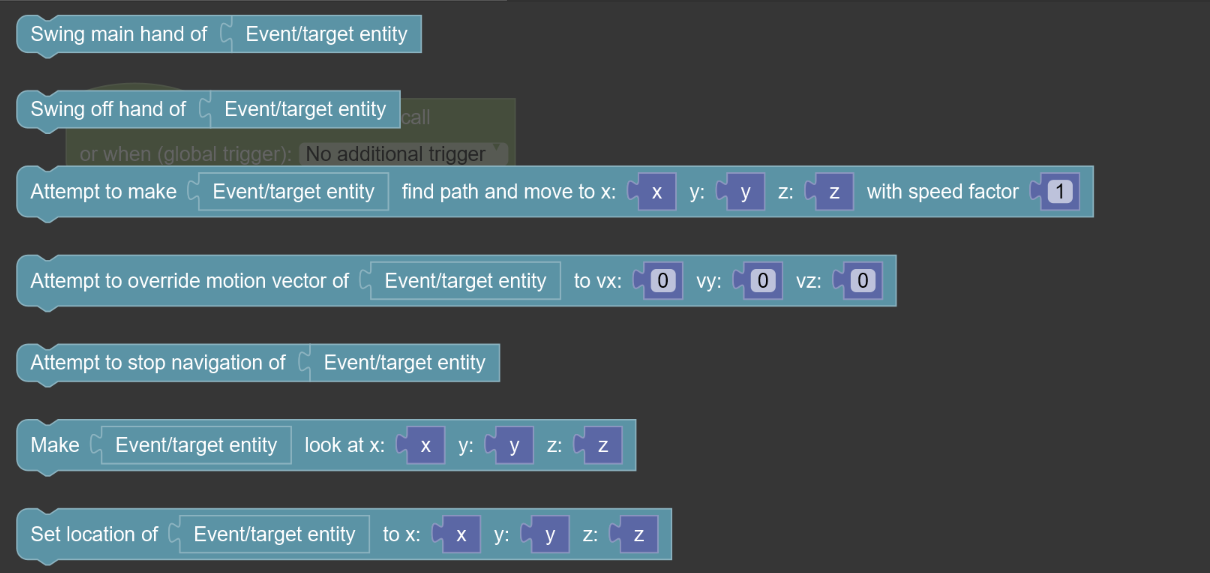 Swing main hand of Event/target entity
Swing off hand of Event/target entity
call
or when (global trigger): No additional trigger
Attempt to make Event/target entity find path and move to x: x y: y z: z with speed factor 1
Attempt to override motion vector of Event/target entity to vx: 0 vy: 0 vz: 0
Attempt to stop navigation of Event/target entity
Make Event/target entity look at x: x y: y z: z
Set location of Event/target entity to x: x y: y z: z